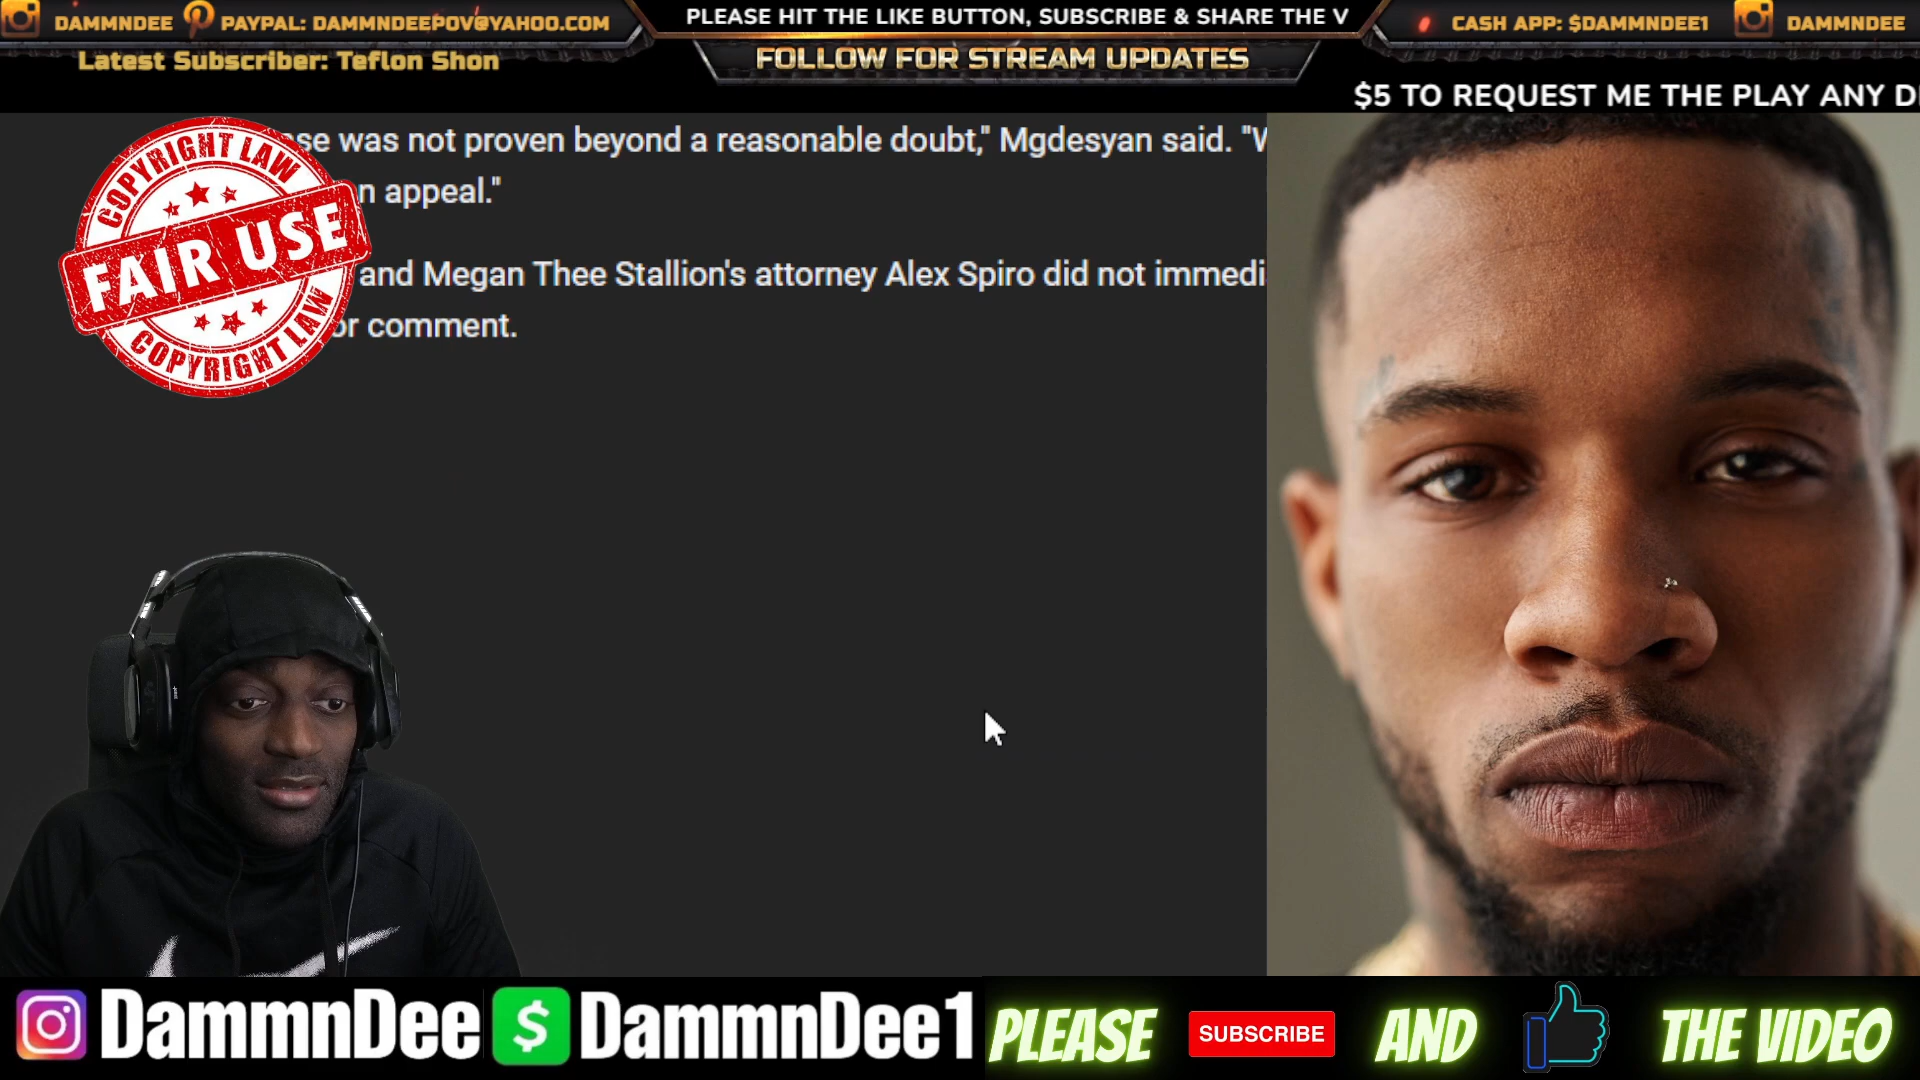 DAMMNDEE PAYPAL: DAMMNDEEPOV@YAHOO.COM
PLEASE HIT THE LIKE BUTTON, SUBSCRIBE & SHARE THE V
CASH APP: $DAMMNDEE1 DAMMNDEE
Latest Subscriber: Teflon Shon
FOLLOW FOR STREAM UPDATES
$5 TO REQUEST ME THE PLAY ANY D
se was not proven beyond a reasonable doubt," Mgdesyan said. "W
n appeal."
and Megan Thee Stallion's attorney Alex Spiro did not immedi
or comment.
COPYRIGHT LAW
FAIR USE
COPYRIGHT LAW
DammnDee $ DammnDee1 PLEASE SUBSCRIBE AND THE VIDEO